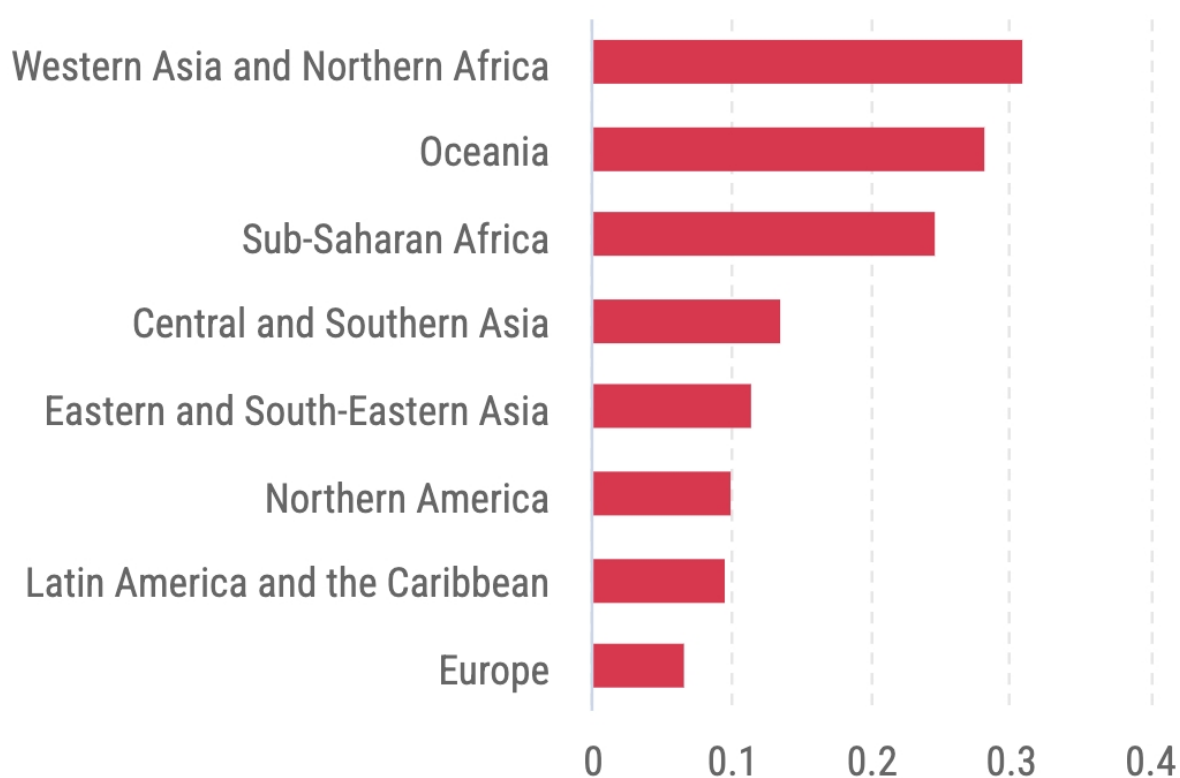 Western Asia and Northern Africa
Oceania
Sub-Saharan Africa
Central and Southern Asia
Eastern and South-Eastern Asia
Northern America
Latin America and the Caribbean
Europe
0 0.1 0.2 0.3 0.4